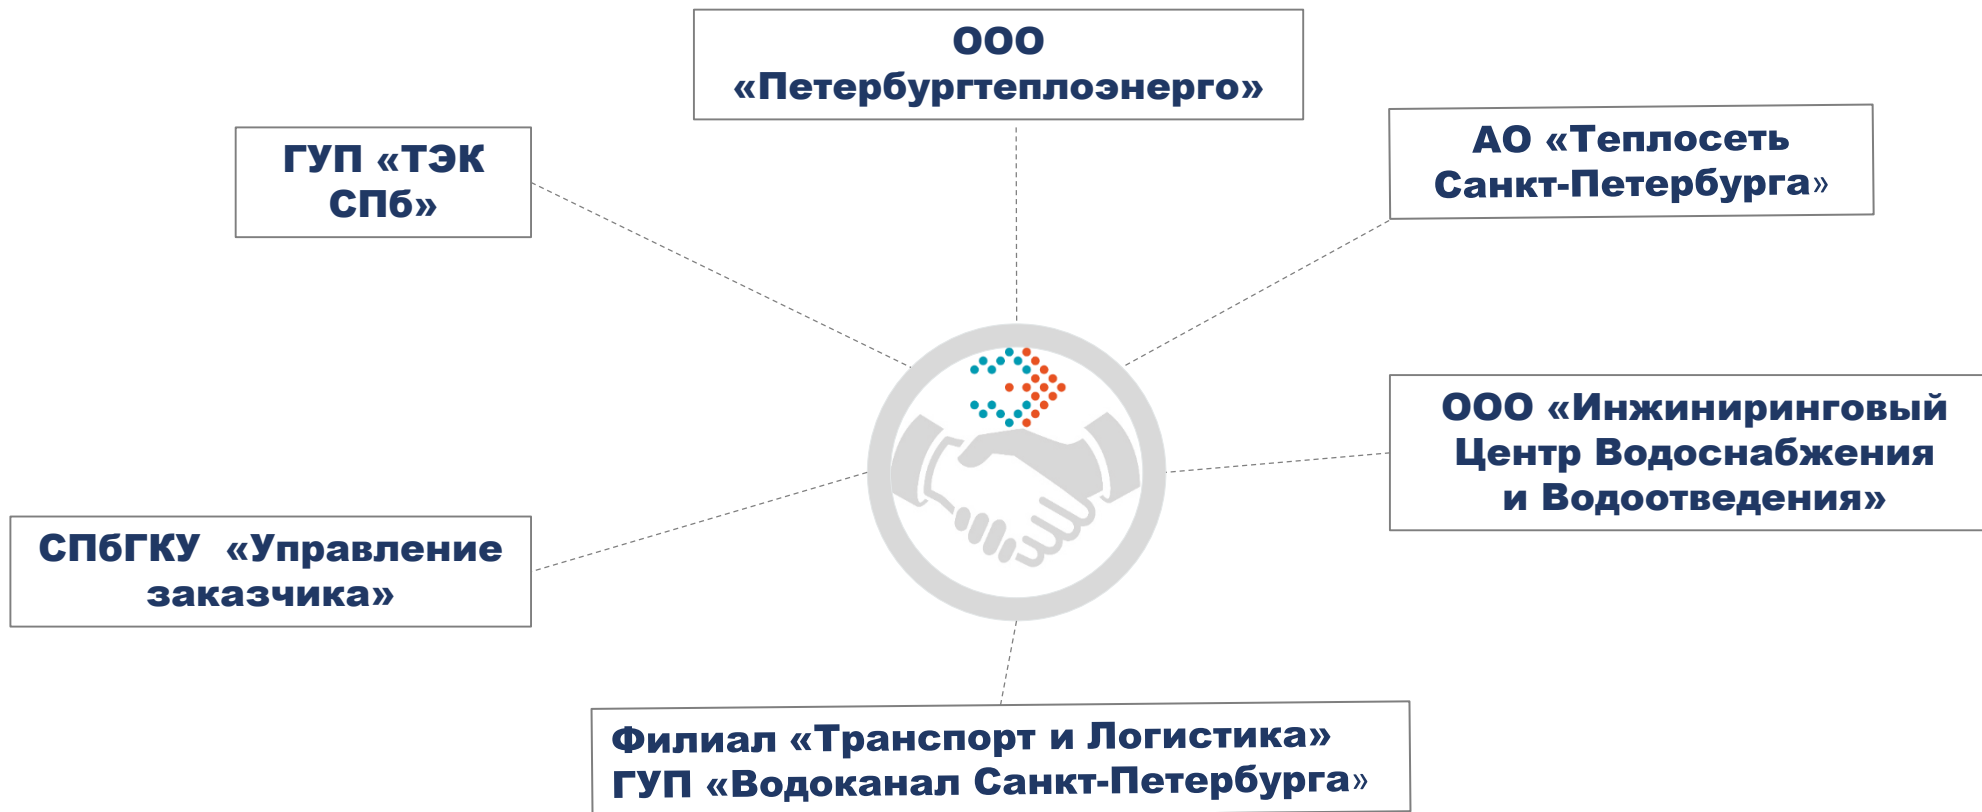 ООО
«Петербургтеплоэнерго»
ГУП «ТЭК
СПб»
АО «Теплосеть
Санкт-Петербурга»
ООО «Инжиниринговый
Центр Водоснабжения
и Водоотведения»
СПбГКУ «Управление
заказчика»
Филиал «Транспорт и Логистика»
ГУП «Водоканал Санкт-Петербурга»